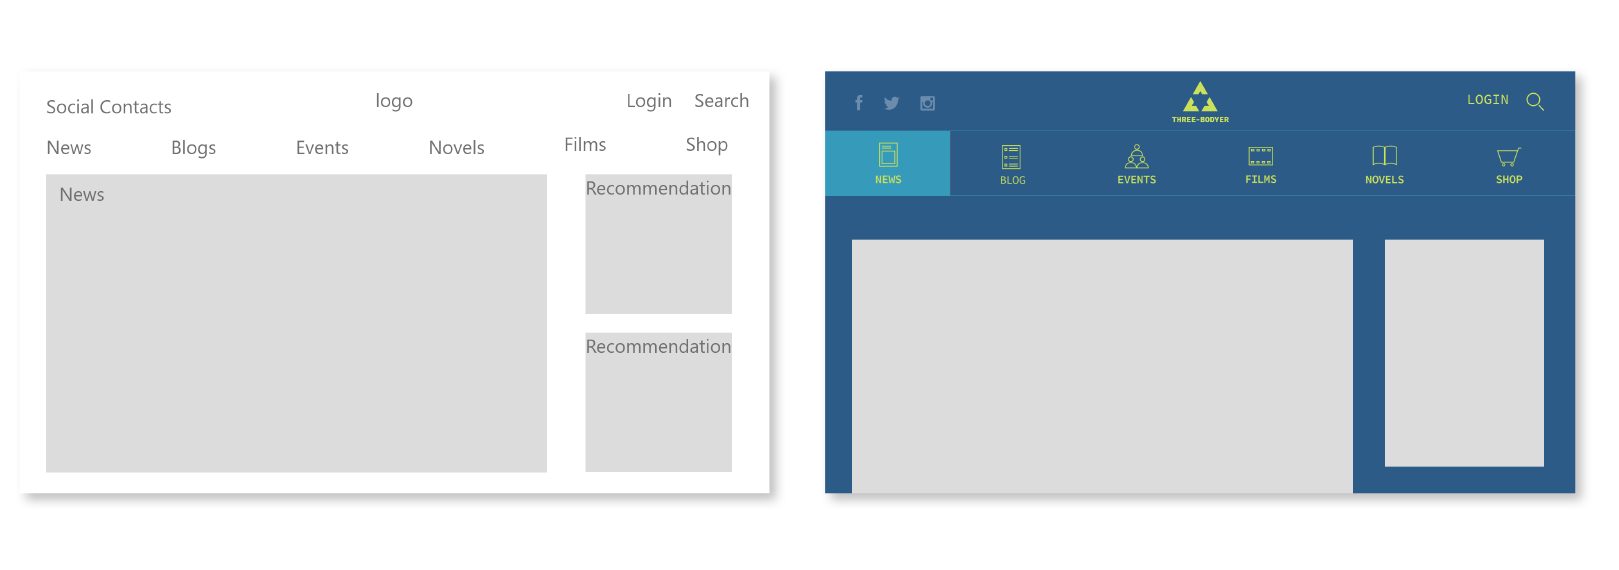 Social Contacts
logo
Login Search
News Blogs Events Novels Films Shop
News
Recommendation
Recommendation
THREE-BODYER
LOGIN
NEWS BLOG EVENTS FILMS NOVELS SHOP